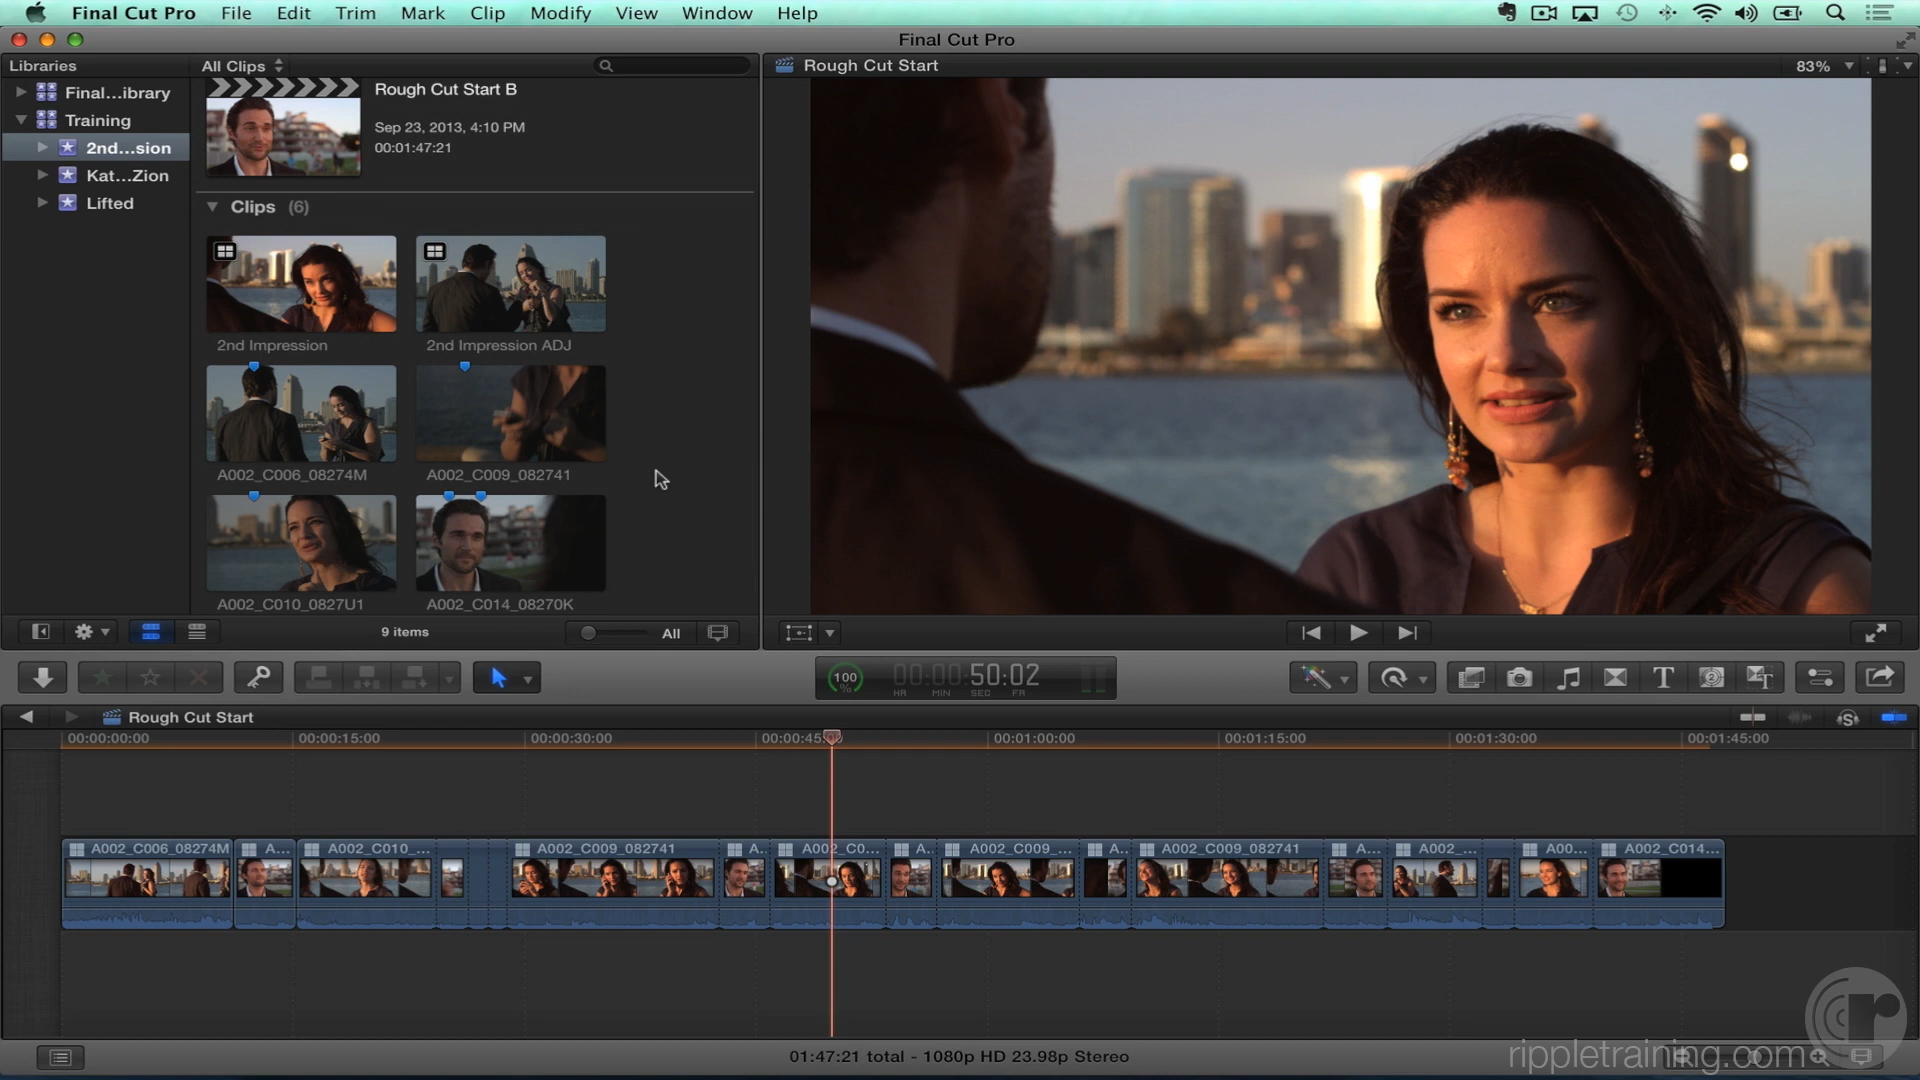 Final Cut Pro File Edit Trim Mark Clip Modify View Window Help
Final Cut Pro
Libraries
All Clips
Rough Cut Start
83%
Final...ibrary
Training
2nd...sion
Kat...Zion
Lifted
Rough Cut Start B
Sep 23, 2013, 4:10 PM
00:01:47:21
Clips (6)
2nd Impression
2nd Impression ADJ
A002_C006_08274M
A002_C009_082741
A002_C010_0827U1
A002_C014_08270K
9 items
All
100
%
00:00:50:02
HR MIN SEC FR
Rough Cut Start
00:00:00:00 00:00:15:00 00:00:30:00 00:00:45:00 00:01:00:00 00:01:15:00 00:01:30:00 00:01:45:00
A002_C006_08274M A... A002_C010_... A002_C009_082741 A.. A002_C0... A.. A002_C009_... A.. A002_C009_082741 A... A002_... A00... A002_C014...
01:47:21 total - 1080p HD 23.98p Stereo
rippletraining.com